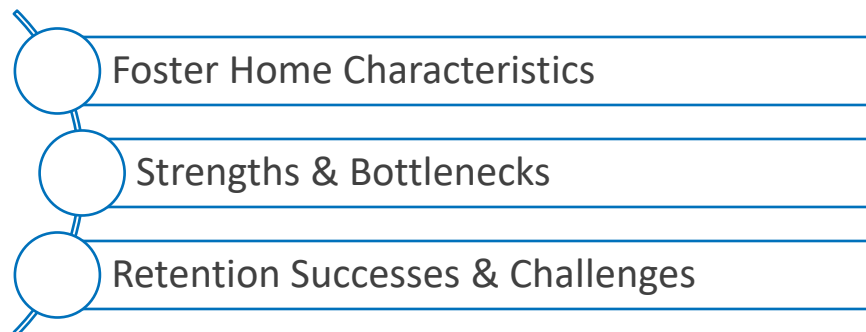 Foster Home Characteristics
Strengths & Bottlenecks
Retention Successes & Challenges